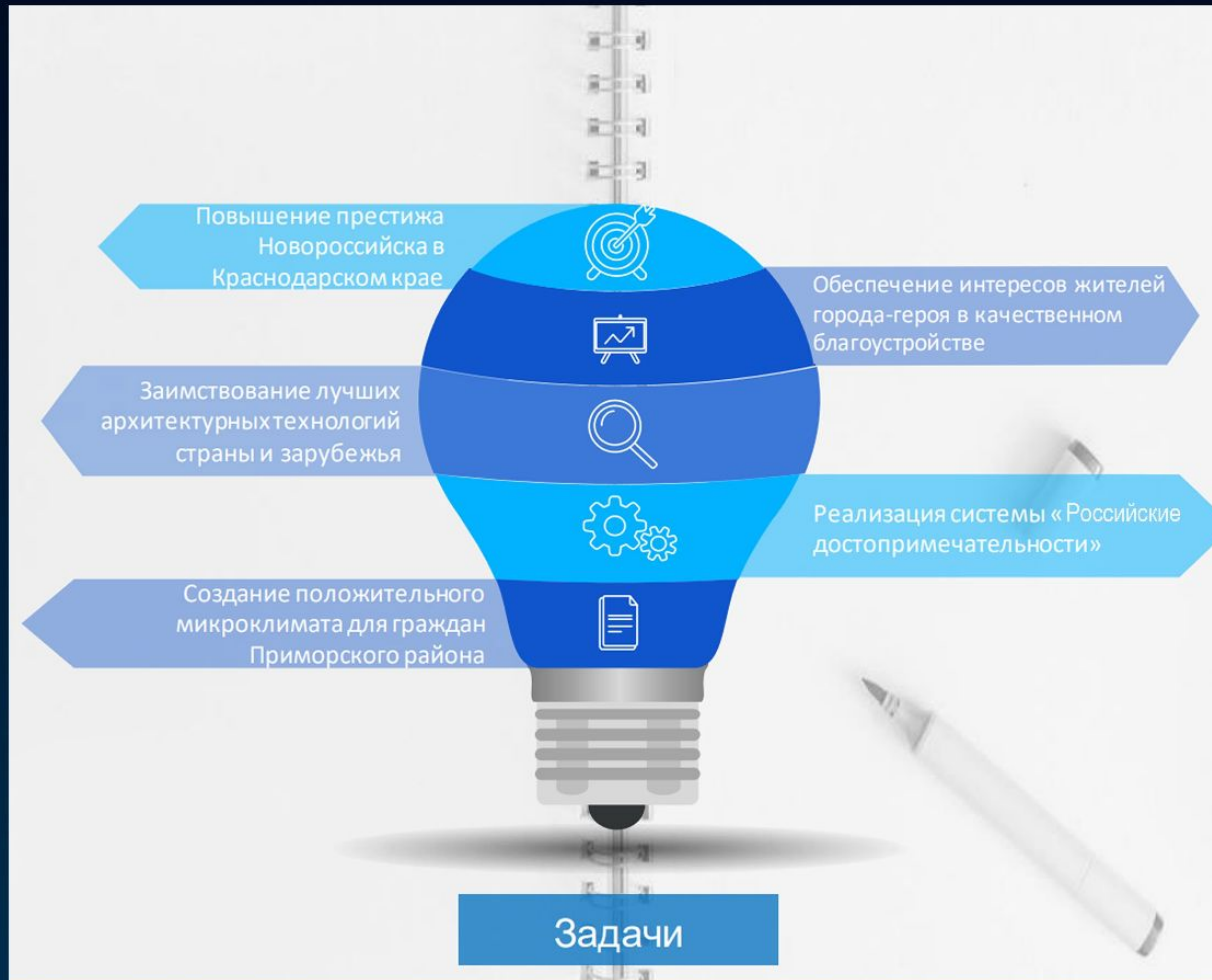 Повышение престижа
Новороссийска в
Краснодарском крае
Обеспечение интересов жителей
города-героя в качественном
благоустройстве
Заимствование лучших
архитектурных технологий
страны и зарубежья
Реализация системы « Российские
достопримечательности»
Создание положительного
микроклимата для граждан
Приморского района
Задачи